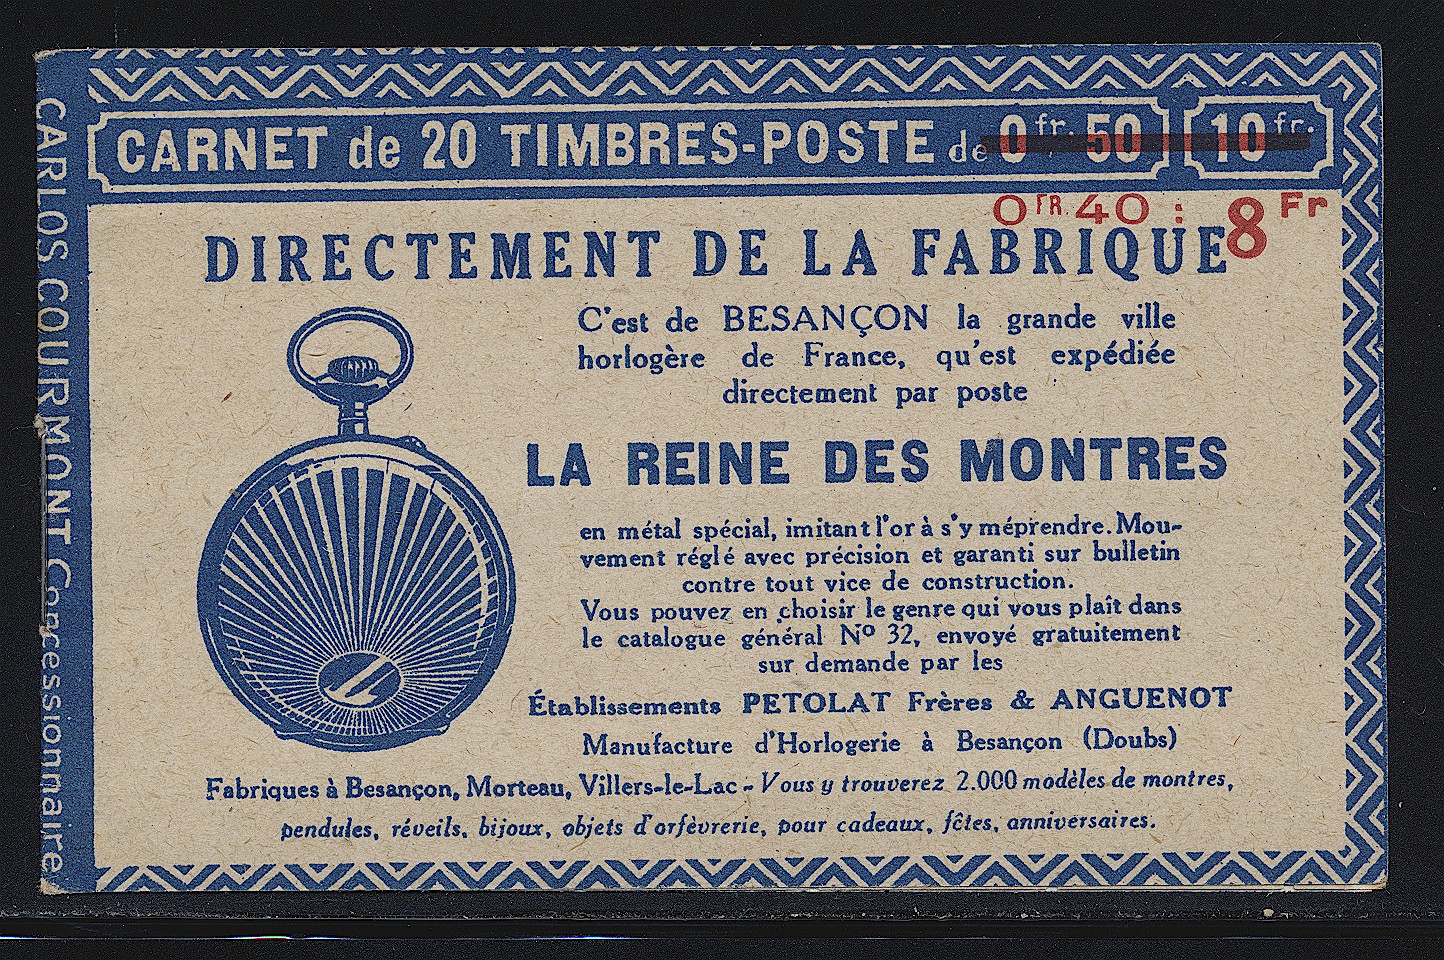 CARLOS COURMONT Concessionnaire
CARNET de 20 TIMBRES-POSTE de 0 fr. 50 10 fr.
0 FR. 40 : 8 Fr
DIRECTEMENT DE LA FABRIQUE
C'est de BESANÇON la grande ville
horlogère de France, qu'est expédiée
directement par poste
LA REINE DES MONTRES
en métal spécial, imitant l'or à s'y méprendre. Mou-
vement réglé avec précision et garanti sur bulletin
contre tout vice de construction.
Vous pouvez en choisir le genre qui vous plaît dans
le catalogue général Nº 32, envoyé gratuitement
sur demande par les
Établissements PETOLAT Frères & ANGUENOT
Manufacture d'Horlogerie à Besançon (Doubs)
Fabriques à Besançon, Morteau, Villers-le-Lac - Vous y trouverez 2.000 modèles de montres,
pendules, réveils, bijoux, objets d'orfèvrerie, pour cadeaux, fêtes, anniversaires.